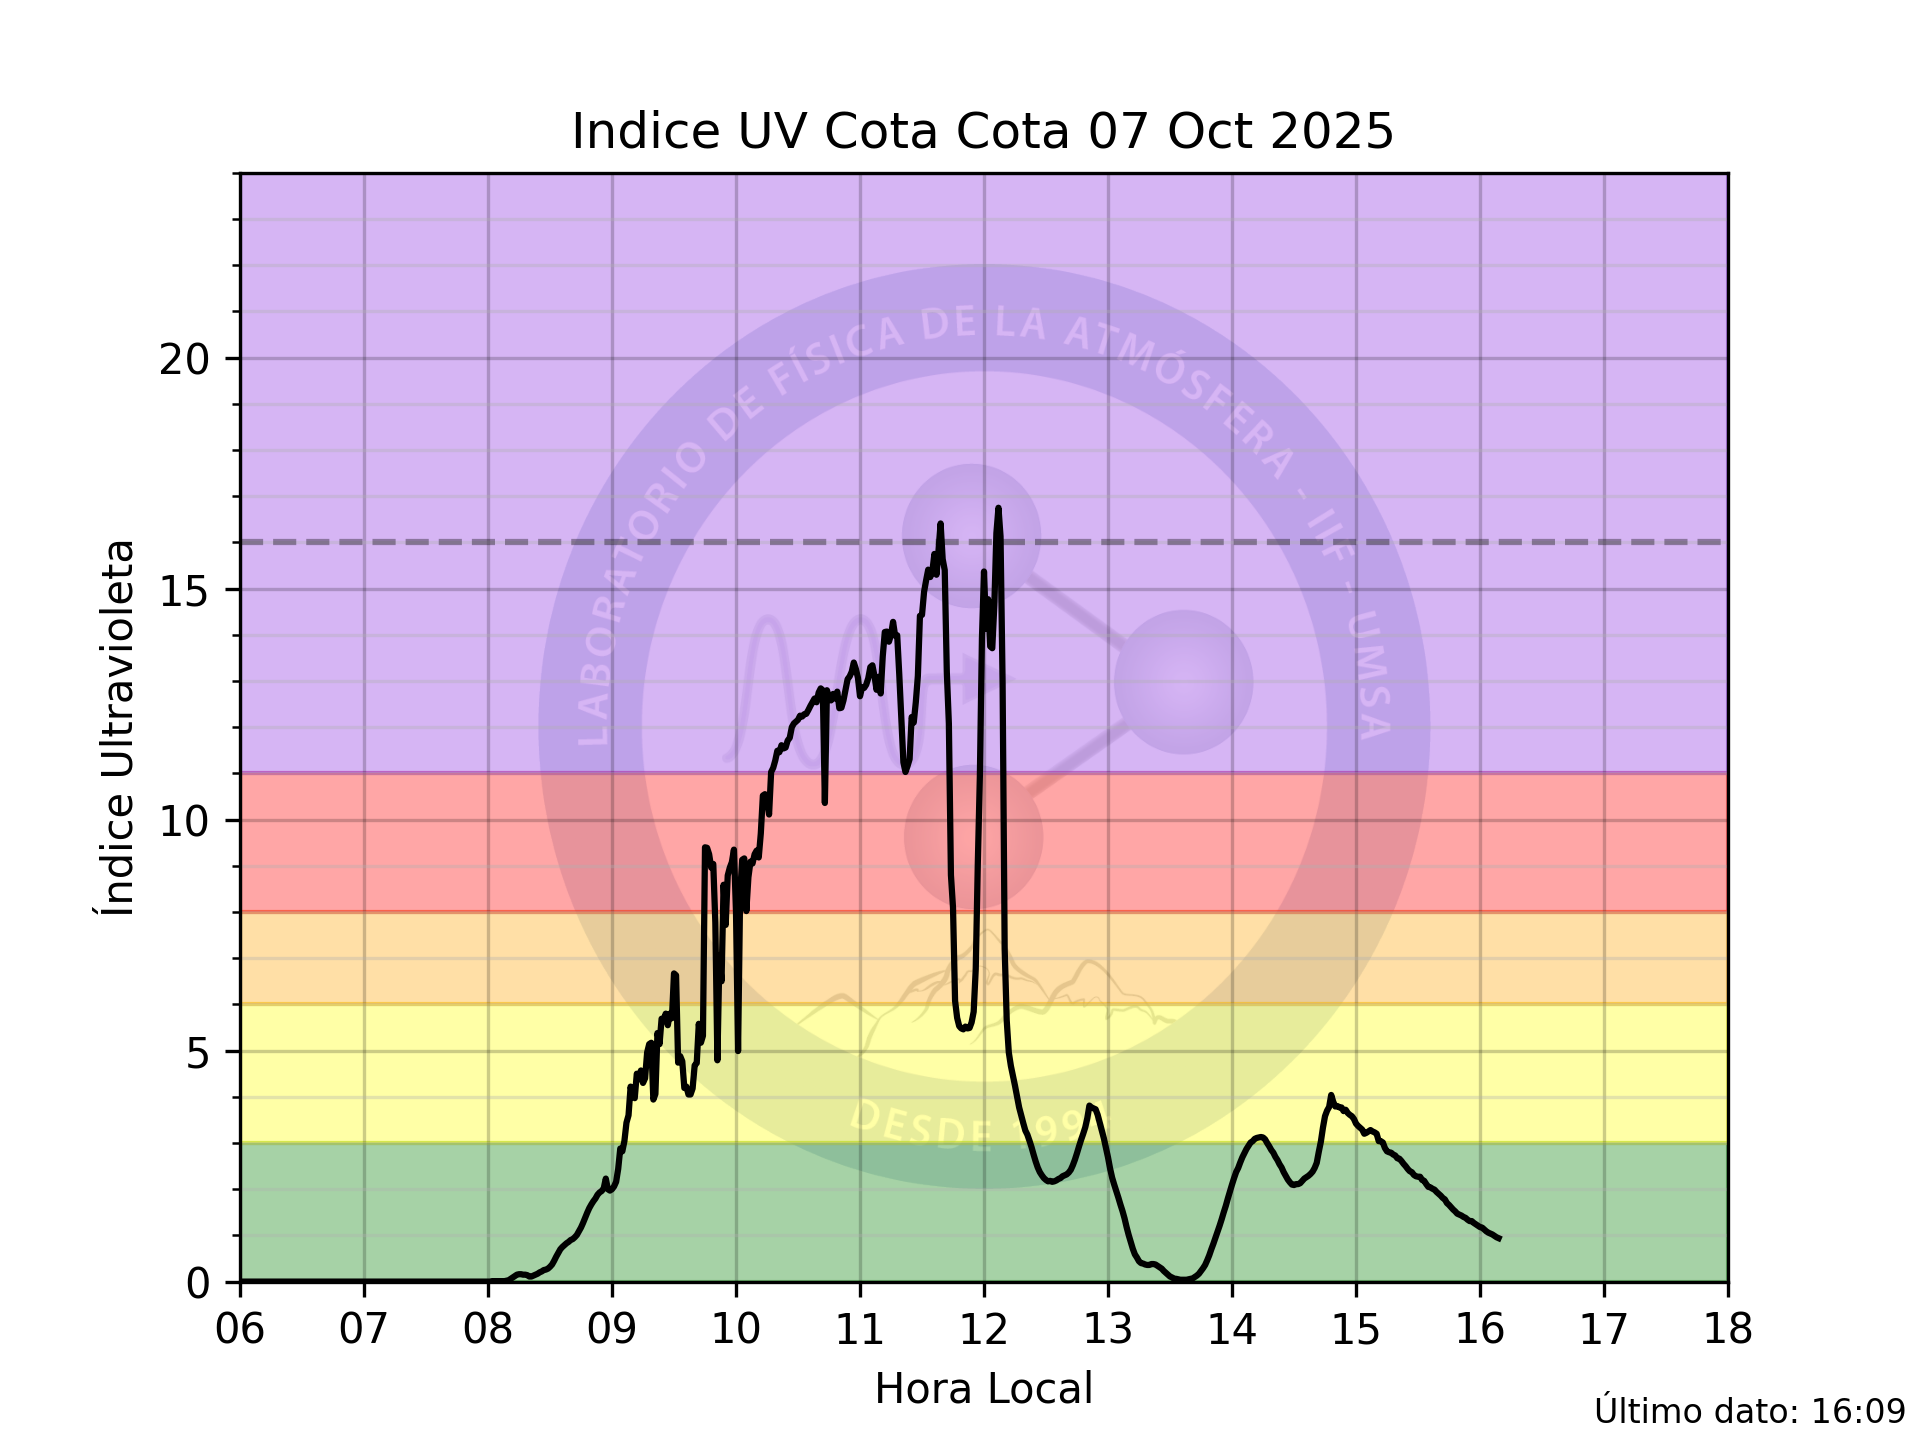 Indice UV Cota Cota 07 Oct 2025
LABORATORIO DE FÍSICA DE LA ATMÓSFERA - IIF - UMSA
20
15
10
5
0
Índice Ultravioleta
DESDE
06 07 08 09 10 11 12 13 14 15 16 17 18
Hora Local
Último dato: 16:09